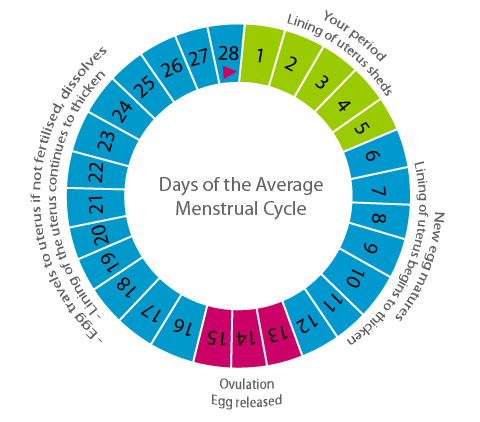 Your period
Lining of uterus sheds
1
2
3
4
5
6
7
8
9
10
11
12
13
14
15
16
17
18
19
20
21
22
23
24
25
26
27
28
New egg matures
Lining of uterus begins to thicken
Ovulation
Egg released
- Egg travels to uterus if not fertilised, dissolves
- Lining of the uterus continues to thicken
Days of the Average
Menstrual Cycle